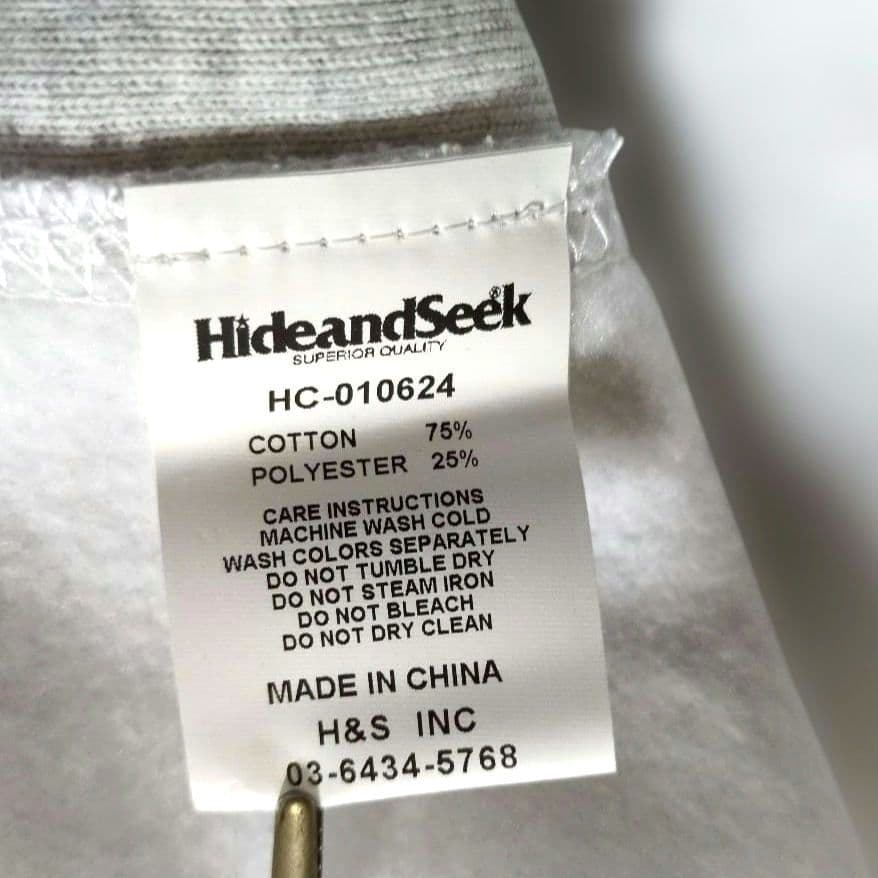 HideandSeek®
SUPERIOR QUALITY
HC-010624
COTTON 75%
POLYESTER 25%
CARE INSTRUCTIONS
MACHINE WASH COLD
WASH COLORS SEPARATELY
DO NOT TUMBLE DRY
DO NOT STEAM IRON
DO NOT BLEACH
DO NOT DRY CLEAN
MADE IN CHINA
H&S INC
03-6434-5768